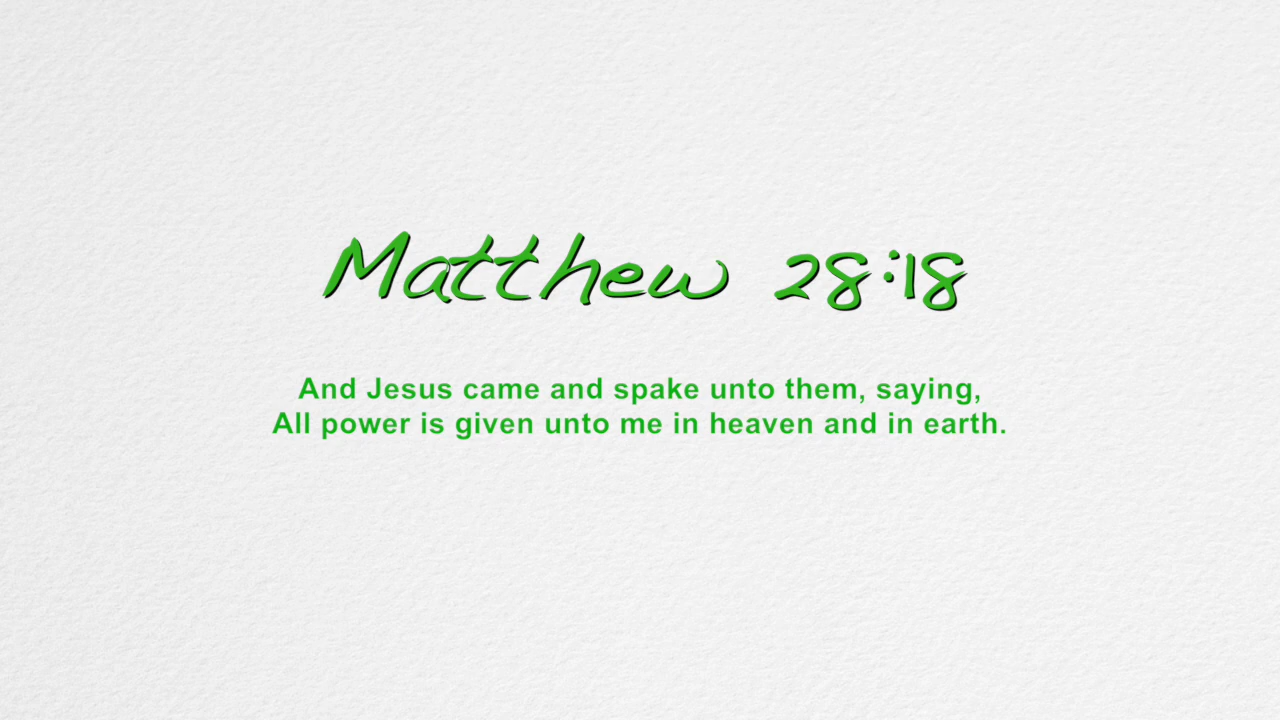 Matthew 28:18
And Jesus came and spake unto them, saying,
All power is given unto me in heaven and in earth.